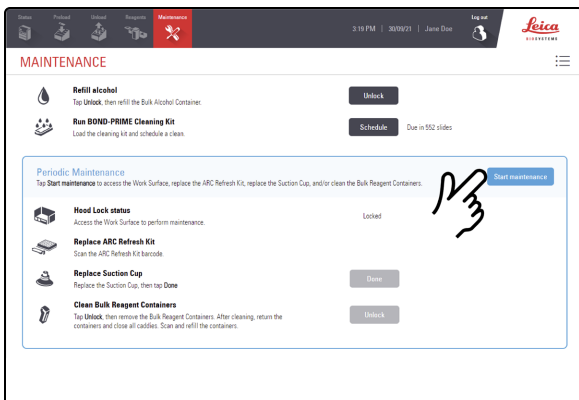 Status Preload Unload Reagents Maintenance
3:19 PM | 30/09/21 | Jane Doe
Log out
Leica
BIOSYSTEMS
MAINTENANCE
Refill alcohol
Tap Unlock, then refill the Bulk Alcohol Container.
Unlock
Run BOND-PRIME Cleaning Kit
Load the cleaning kit and schedule a clean.
Schedule
Due in 552 slides
Periodic Maintenance
Tap Start maintenance to access the Work Surface, replace the ARC Refresh Kit, replace the Suction Cup, and/or clean the Bulk Reagent Containers.
Start maintenance
Hood Lock status
Access the Work Surface to perform maintenance.
Locked
Replace ARC Refresh Kit
Scan the ARC Refresh Kit barcode.
Replace Suction Cup
Replace the Suction Cup, then tap Done
Done
Clean Bulk Reagent Containers
Tap Unlock, then remove the Bulk Reagent Containers. After cleaning, return the
containers and close all caddies. Scan and refill the containers.
Unlock